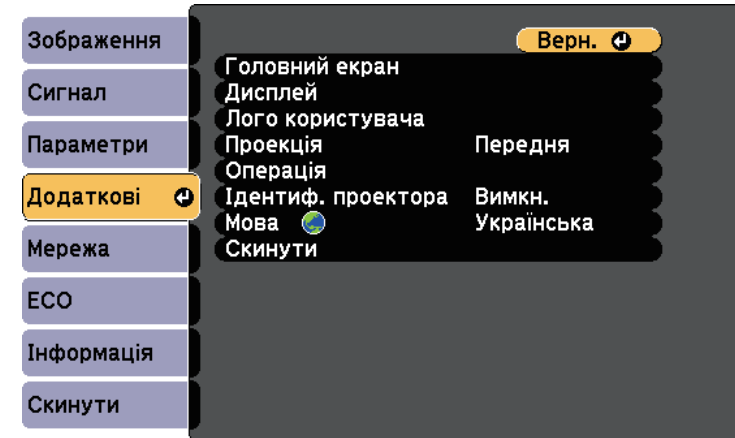 Зображення
Сигнал
Параметри
Додаткові
Мережа
ECO
Інформація
Скинути
Верн.
Головний екран
Дисплей
Лого користувача
Проекція Передня
Операція
Ідентиф. проектора Вимкн.
Мова Українська
Скинути